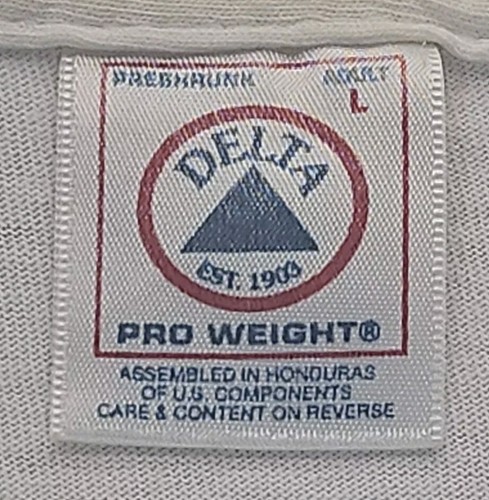 PRESHRUNK ADULT
L
DELTA
EST. 1903
PRO WEIGHT®
ASSEMBLED IN HONDURAS
OF U.S. COMPONENTS
CARE & CONTENT ON REVERSE